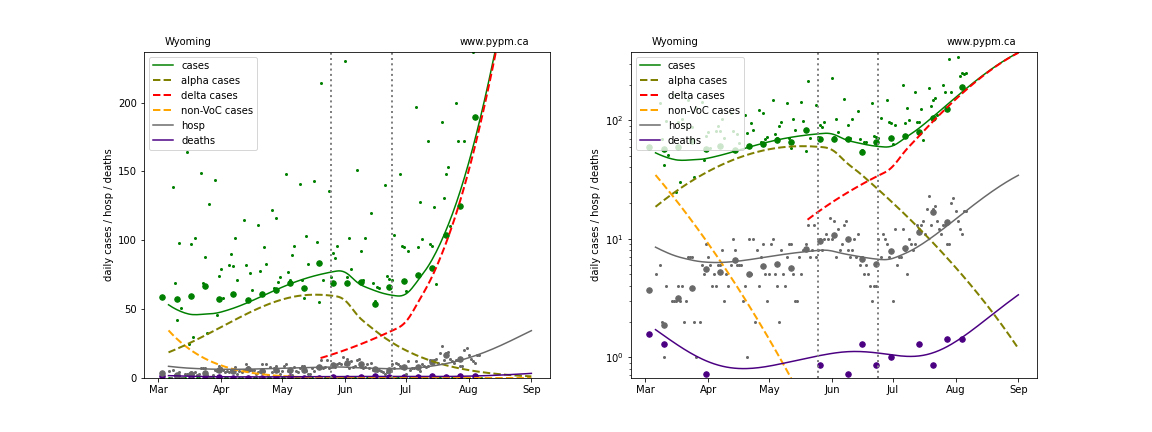 Wyoming
www.pypm.ca
cases
alpha cases
delta cases
non-VoC cases
hosp
deaths
daily cases / hosp / deaths
200
150
100
50
0
Mar
Apr
May
Jun
Jul
Aug
Sep
Wyoming
www.pypm.ca
cases
alpha cases
delta cases
non-VoC cases
hosp
deaths
daily cases / hosp / deaths
10²
10¹
10⁰
Mar
Apr
May
Jun
Jul
Aug
Sep